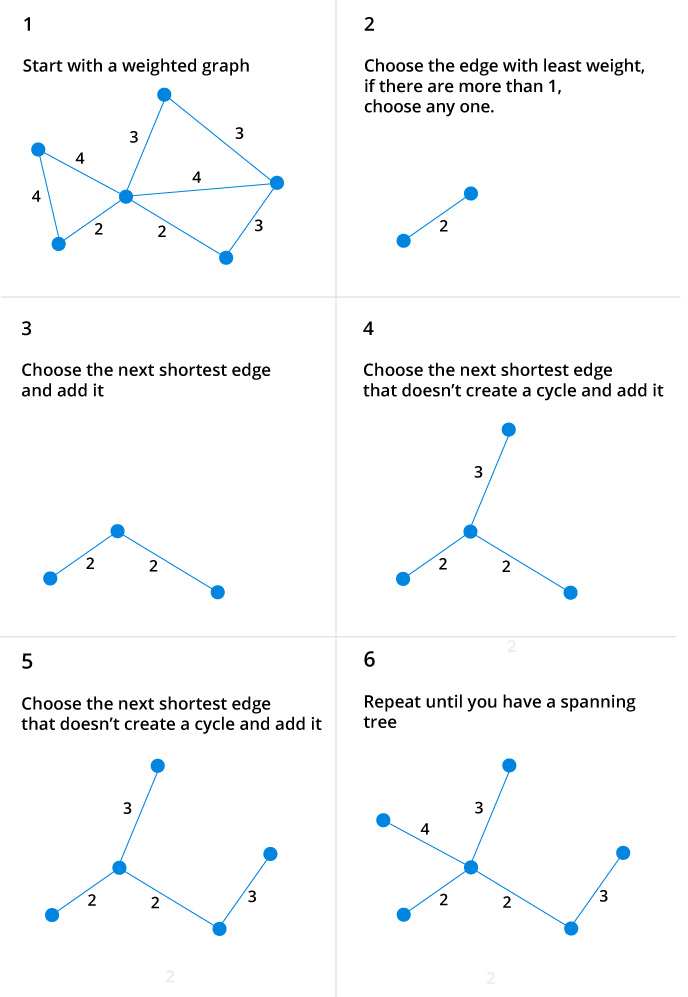 1
Start with a weighted graph
3
3
4
4
4
2
2
3
2
Choose the edge with least weight,
if there are more than 1,
choose any one.
2
3
Choose the next shortest edge
and add it
2
2
4
Choose the next shortest edge
that doesn’t create a cycle and add it
3
2
2
2
5
Choose the next shortest edge
that doesn’t create a cycle and add it
3
2
2
3
2
6
Repeat until you have a spanning
tree
3
4
2
2
3
2